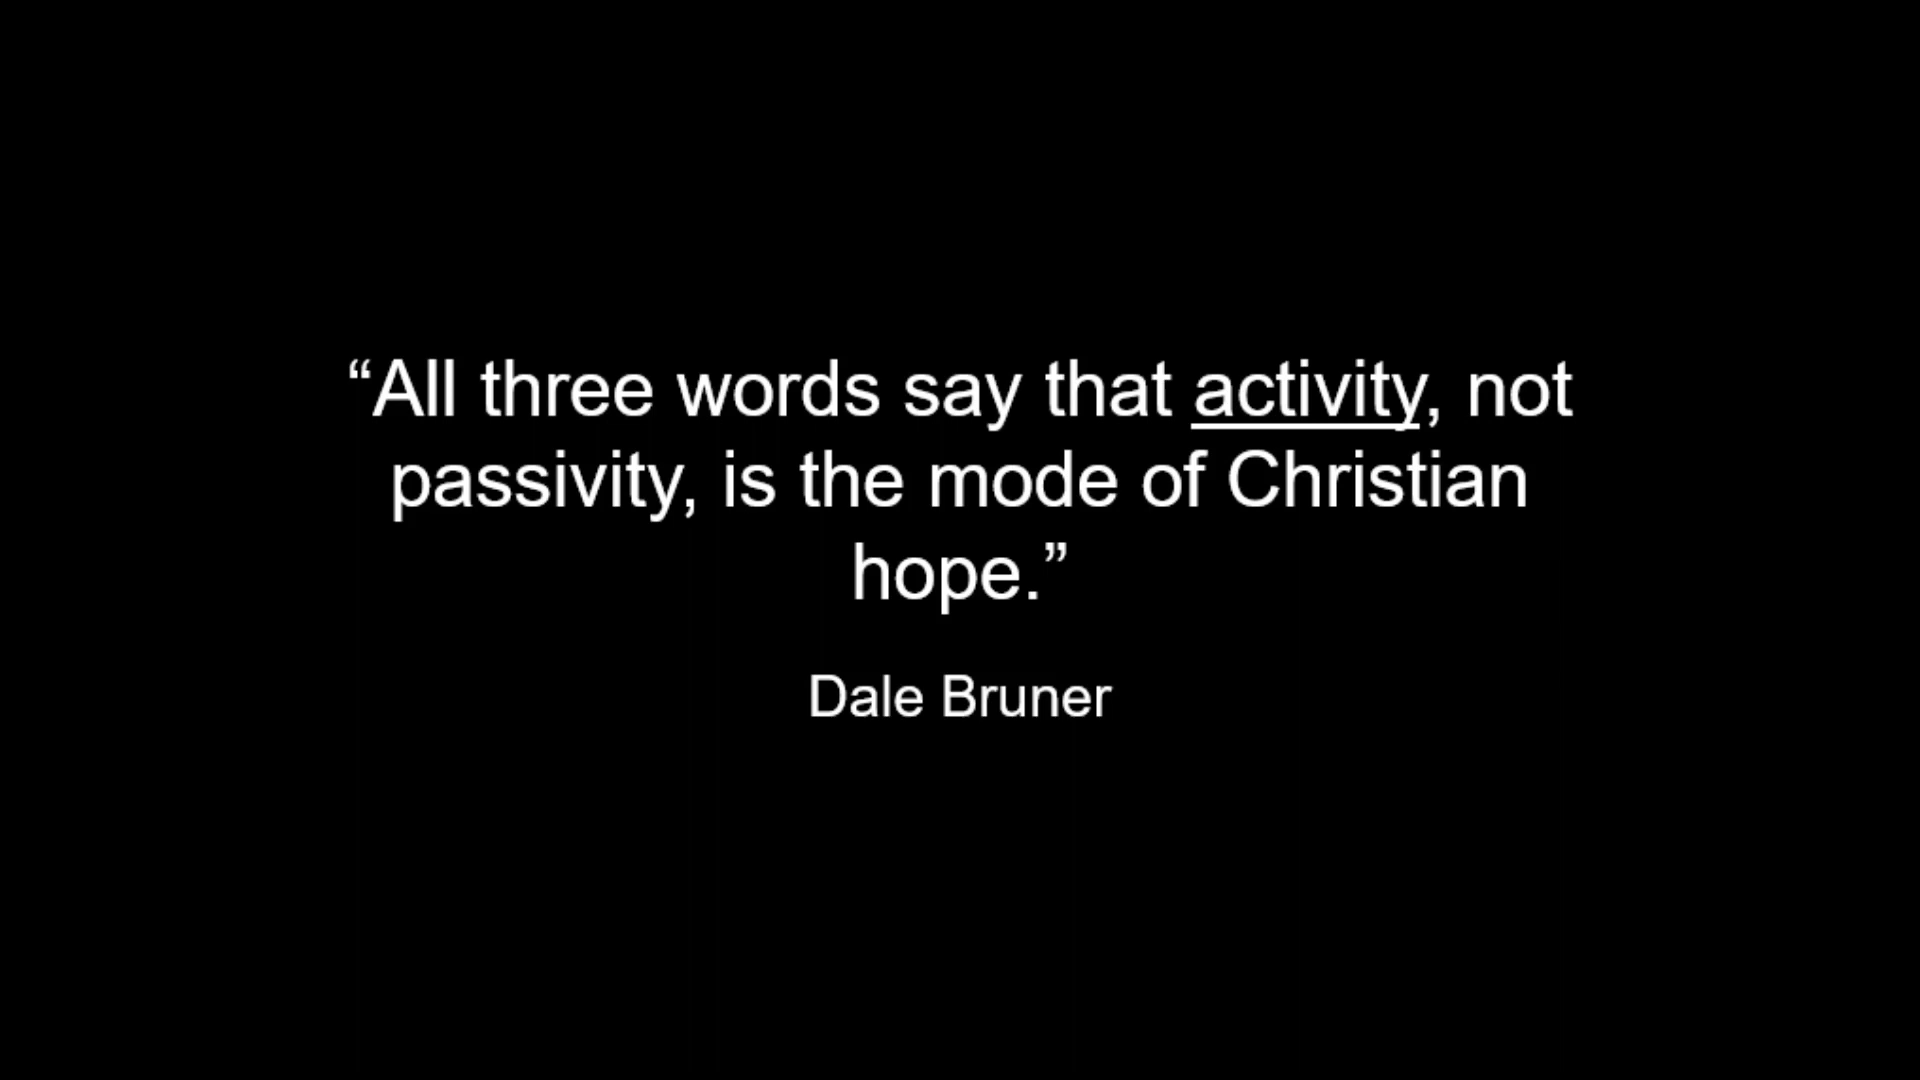 “All three words say that activity, not
passivity, is the mode of Christian
hope.”
Dale Bruner